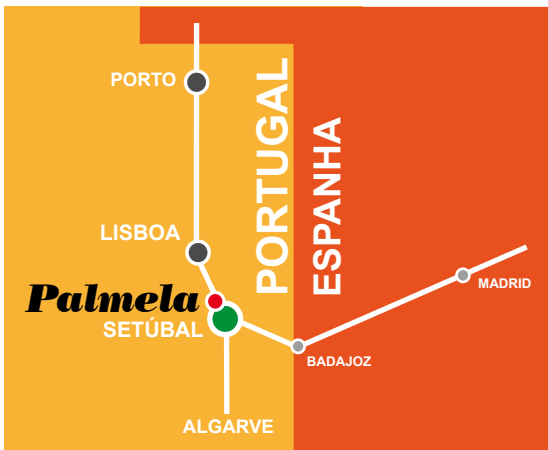 PORTO
PORTUGAL
ESPANHA
LISBOA
MADRID
Palmela
SETÚBAL
BADAJOZ
ALGARVE